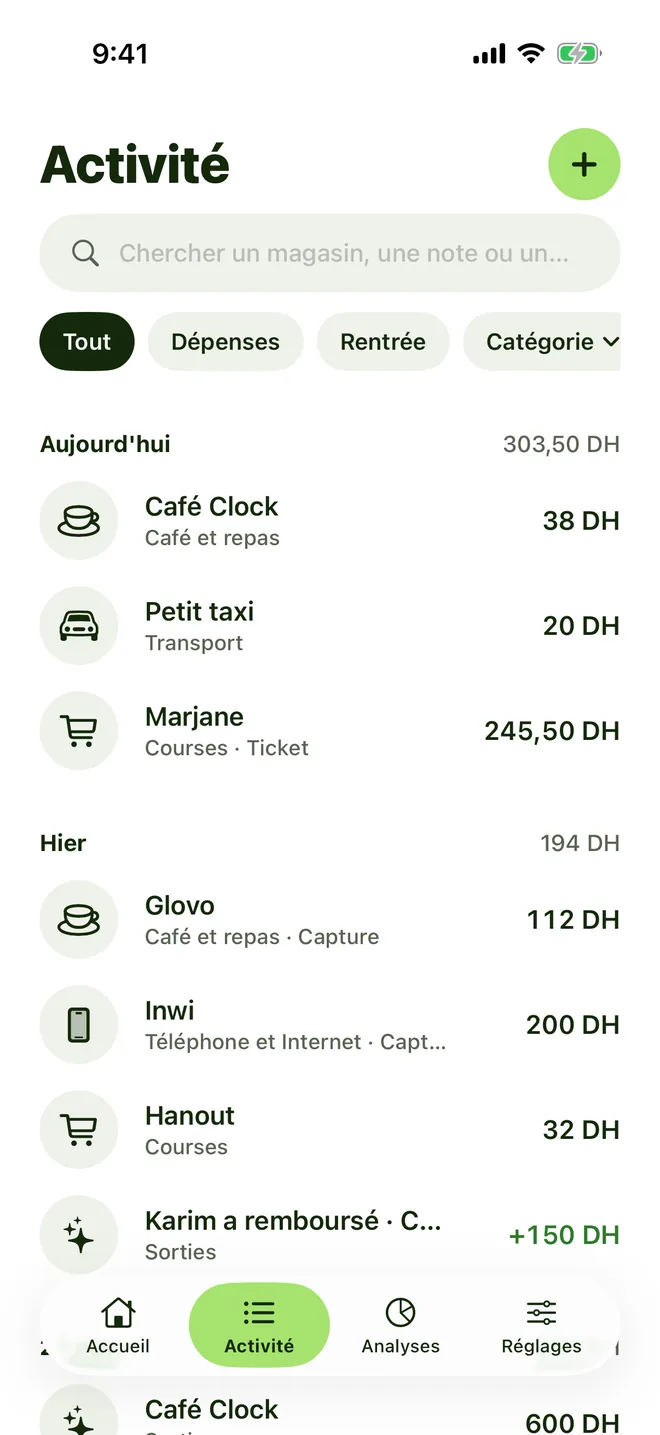 9:41
Activité
Chercher un magasin, une note ou un...
Tout
Dépenses
Rentrée
Catégorie
Aujourd'hui
303,50 DH
Café Clock
38 DH
Café et repas
Petit taxi
20 DH
Transport
Marjane
245,50 DH
Courses · Ticket
Hier
194 DH
Glovo
112 DH
Café et repas · Capture
Inwi
200 DH
Téléphone et Internet · Capt...
Hanout
32 DH
Courses
Karim a remboursé · C...
+150 DH
Sorties
Accueil
Activité
Analyses
Réglages
Café Clock
600 DH